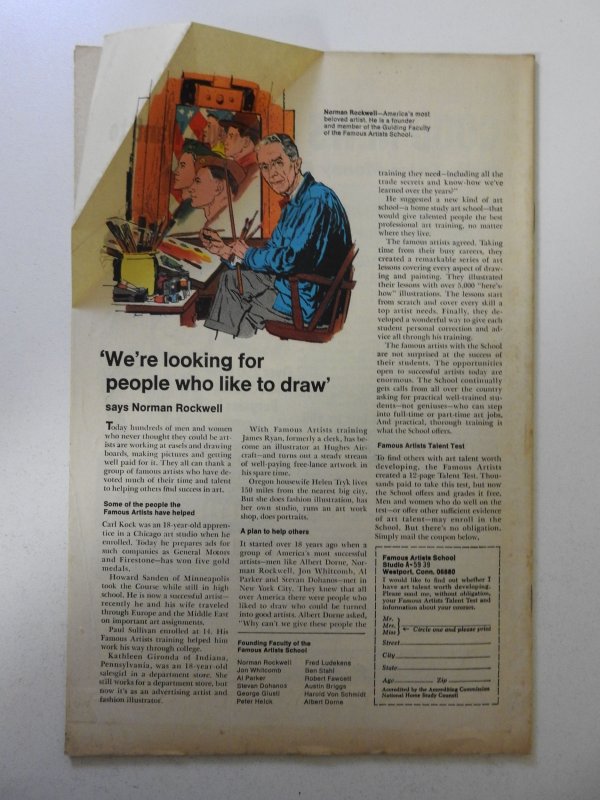 Norman Rockwell—America's most
beloved artist. He is a founder
and member of the Guiding Faculty
of the Famous Artists School.
'We're looking for
people who like to draw'
says Norman Rockwell
Today hundreds of men and women
who never thought they could be art-
ists are working at easels and drawing
boards, making pictures and getting
well paid for it. They all can thank a
group of famous artists who have de-
voted much of their time and talent
to helping others find success in art.
Some of the people the
Famous Artists have helped
Carl Kock was an 18-year-old appren-
tice in a Chicago art studio when he
enrolled. Today he prepares ads for
such companies as General Motors
and Firestone—has won five gold
medals.
Howard Sanden of Minneapolis
took the Course while still in high
school. He is now a successful artist—
recently he and his wife traveled
through Europe and the Middle East
on important art assignments.
Paul Sullivan enrolled at 14. His
Famous Artists training helped him
work his way through college.
Kathleen Gironda of Indiana,
Pennsylvania, was an 18-year-old
salesgirl in a department store. She
still works for a department store, but
now it's as an advertising artist and
fashion illustrator.
With Famous Artists training
James Ryan, formerly a clerk, has be-
come an illustrator at Hughes Air-
craft—and turns out a steady stream
of well-paying free-lance artwork in
his spare time.
Oregon housewife Helen Tryk lives
150 miles from the nearest big city.
But she does fashion illustration, has
her own studio, runs an art work
shop, does portraits.
A plan to help others
It started over 18 years ago when a
group of America's most successful
artists—men like Albert Dorne, Nor-
man Rockwell, Jon Whitcomb, Al
Parker and Stevan Dohanos—met in
New York City. They knew that all
over America there were people who
liked to draw who could be turned
into good artists. Albert Dorne asked,
"Why can't we give these people the
Founding Faculty of the
Famous Artists School
Norman Rockwell
Jon Whitcomb
Al Parker
Stevan Dohanos
George Giusti
Peter Helck
Fred Ludekens
Ben Stahl
Robert Fawcett
Austin Briggs
Harold Von Schmidt
Albert Dorne
training they need—including all the
trade secrets and know-how we've
learned over the years?"
He suggested a new kind of art
school—a home study art school—that
would give talented people the best
professional art training, no matter
where they live.
The famous artists agreed. Taking
time from their busy careers, they
created a remarkable series of art
lessons covering every aspect of draw-
ing and painting. They illustrated
their lessons with over 5,000 "here's-
how" illustrations. The lessons start
from scratch and cover every skill a
top artist needs. Finally, they de-
veloped a wonderful way to give each
student personal correction and ad-
vice all through his training.
The famous artists with the School
are not surprised at the success of
their students. The opportunities
open to successful artists today are
enormous. The School continually
gets calls from all over the country
asking for practical well-trained stu-
dents—not geniuses—who can step
into full-time or part-time art jobs.
And practical, thorough training is
what the School offers.
Famous Artists Talent Test
To find others with art talent worth
developing, the Famous Artists
created a 12-page Talent Test. Thou-
sands paid to take this test, but now
the School offers and grades it free.
Men and women who do well on the
test—or offer other sufficient evidence
of art talent—may enroll in the
School. But there's no obligation.
Simply mail the coupon below.
Famous Artists School
Studio A-5939
Westport, Conn. 06880
I would like to find out whether I
have art talent worth developing.
Please send me, without obligation,
your Famous Artists Talent Test and
information about your courses.
Mr.
Mrs.
Miss
← Circle one and please print
Street
City
State
Age Zip
Accredited by the Accrediting Commission
National Home Study Council